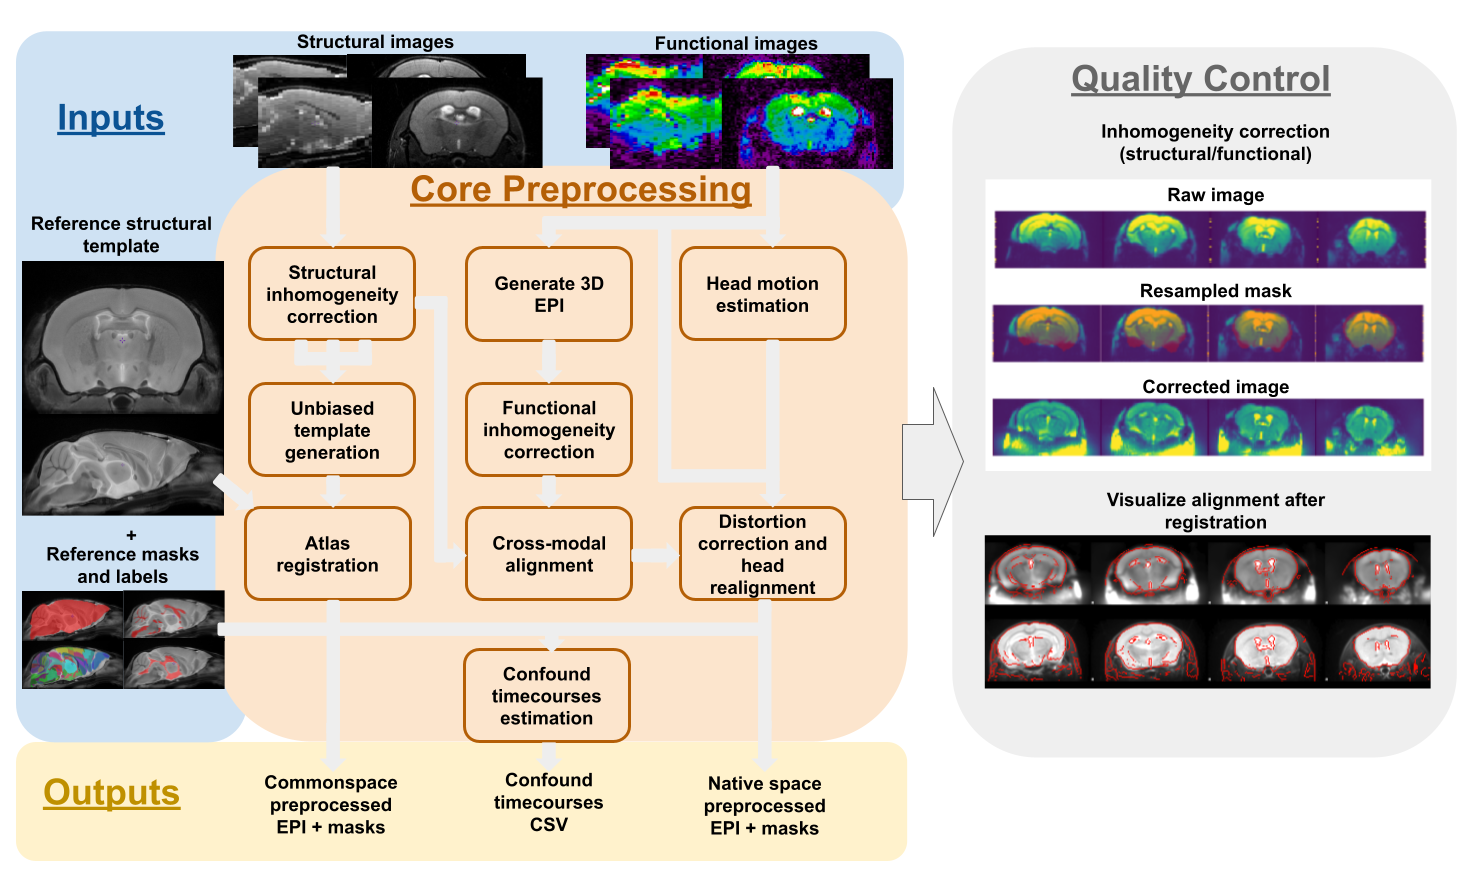 Inputs
Structural images
Functional images
Core Preprocessing
Reference structural
template
+
Reference masks
and labels
Structural
inhomogeneity
correction
Generate 3D
EPI
Head motion
estimation
Unbiased
template
generation
Functional
inhomogeneity
correction
Atlas
registration
Cross-modal
alignment
Distortion
correction and
head
realignment
Confound
timecourses
estimation
Outputs
Commonspace
preprocessed
EPI + masks
Confound
timecourses
CSV
Native space
preprocessed
EPI + masks
Quality Control
Inhomogeneity correction
(structural/functional)
Raw image
Resampled mask
Corrected image
Visualize alignment after
registration